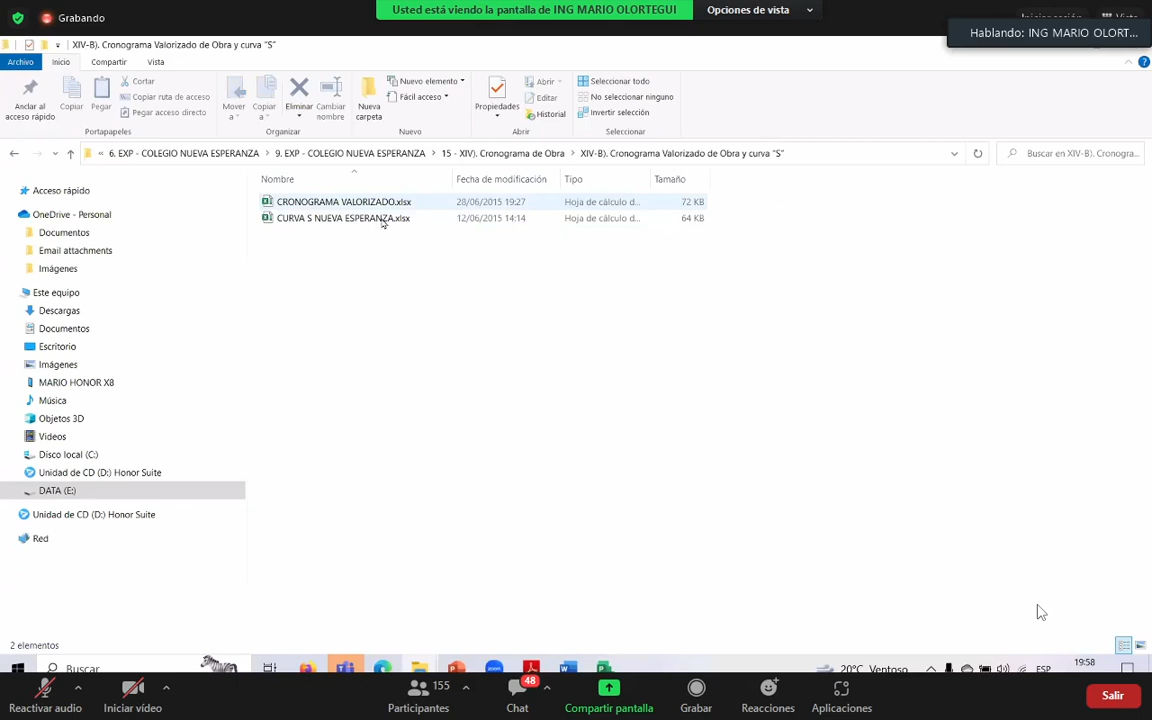 Usted está viendo la pantalla de ING MARIO OLORTEGUI
Opciones de vista
Grabando
Hablando: ING MARIO OLORT...
XIV-B). Cronograma Valorizado de Obra y curva "S"
Archivo
Inicio
Compartir
Vista
Anclar al acceso rápido
Copiar
Pegar
Cortar
Copiar ruta de acceso
Pegar acceso directo
Portapapeles
Mover a
Copiar a
Eliminar
Cambiar nombre
Organizar
Nueva carpeta
Nuevo elemento
Fácil acceso
Nuevo
Propiedades
Abrir
Editar
Historial
Abrir
Seleccionar todo
No seleccionar ninguno
Invertir selección
Seleccionar
« 6. EXP - COLEGIO NUEVA ESPERANZA > 9. EXP - COLEGIO NUEVA ESPERANZA > 15 - XIV). Cronograma de Obra > XIV-B). Cronograma Valorizado de Obra y curva "S"
Buscar en XIV-B). Cronogra...
Nombre
Fecha de modificación
Tipo
Tamaño
CRONOGRAMA VALORIZADO.xlsx 28/06/2015 19:27 Hoja de cálculo d... 72 KB
CURVA S NUEVA ESPERANZA.xlsx 12/06/2015 14:14 Hoja de cálculo d... 64 KB
Acceso rápido
OneDrive - Personal
Documentos
Email attachments
Imágenes
Este equipo
Descargas
Documentos
Escritorio
Imágenes
MARIO HONOR X8
Música
Objetos 3D
Videos
Disco local (C:)
Unidad de CD (D:) Honor Suite
DATA (E:)
Unidad de CD (D:) Honor Suite
Red
2 elementos
Buscar
20°C Ventoso
ESP
19:58
Reactivar audio
Iniciar vídeo
155
Participantes
48
Chat
Compartir pantalla
Grabar
Reacciones
Aplicaciones
Salir